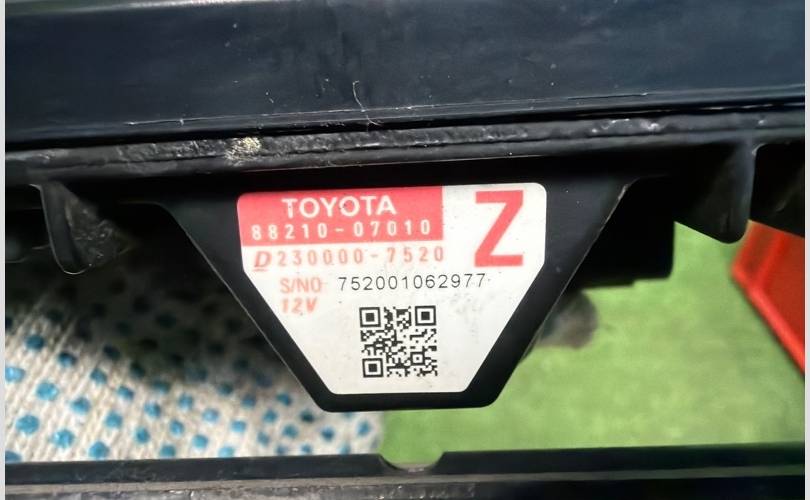 TOYOTA
88210-07010
Z
D230000-7520
S/NO 752001062977
12V